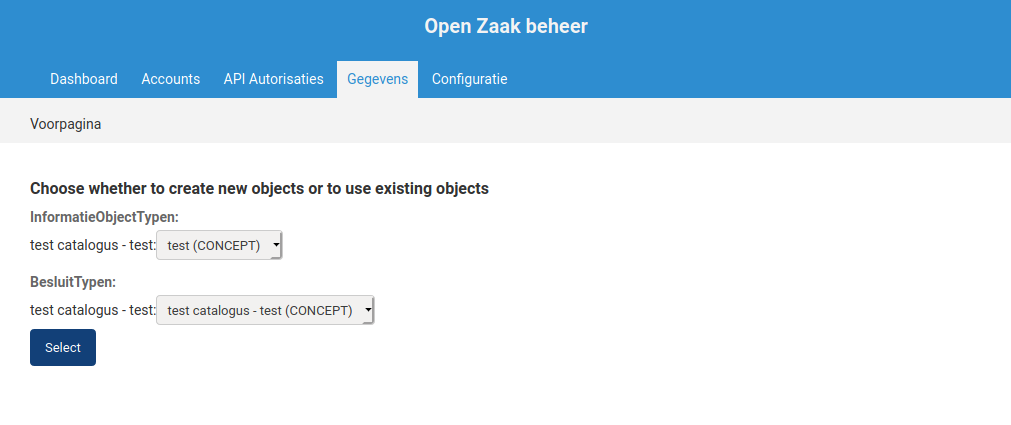 Open Zaak beheer
Dashboard Accounts API Autorisaties Gegevens Configuratie
Voorpagina
Choose whether to create new objects or to use existing objects
InformatieObjectTypen:
test catalogus - test: test (CONCEPT)
BesluitTypen:
test catalogus - test: test catalogus - test (CONCEPT)
Select